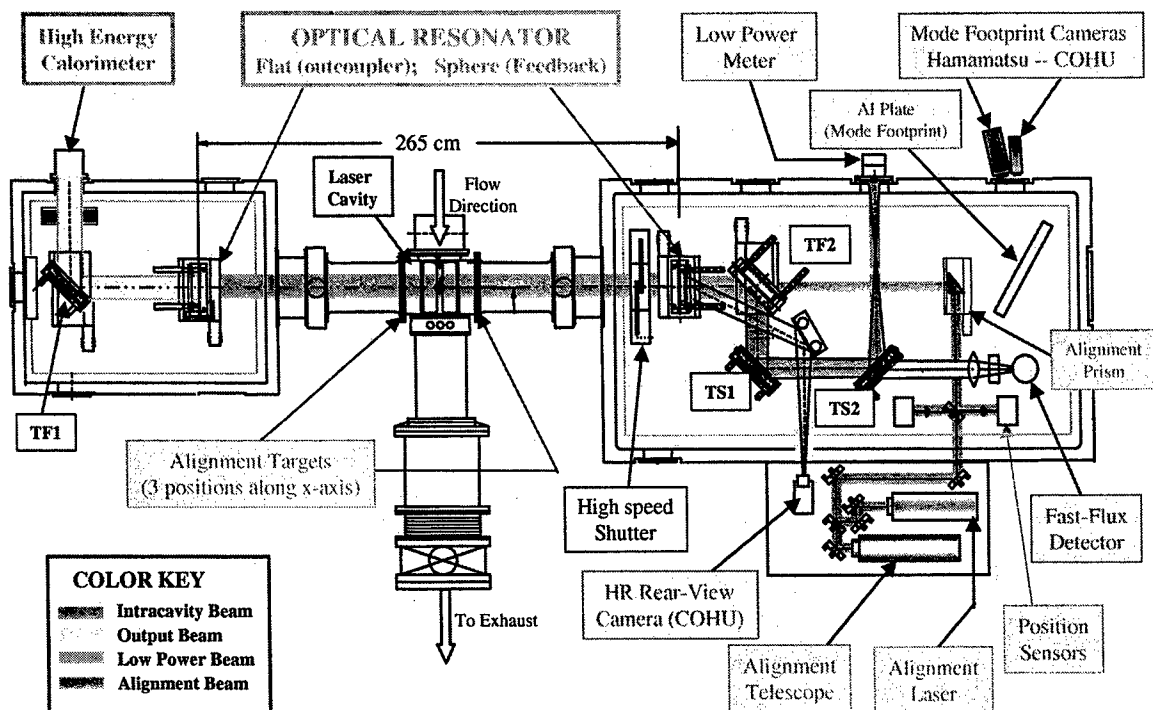 High Energy
Calorimeter
OPTICAL RESONATOR
Flat (outcoupler); Sphere (Feedback)
Low Power
Meter
Mode Footprint Cameras
Hamamatsu -- COHU
Al Plate
(Mode Footprint)
265 cm
Laser
Cavity
Flow
Direction
TF2
TF1
TS1
TS2
Alignment
Prism
Alignment Targets
(3 positions along x-axis)
High speed
Shutter
Fast-Flux
Detector
HR Rear-View
Camera (COHU)
Position
Sensors
Alignment
Telescope
Alignment
Laser
To Exhaust
COLOR KEY
Intracavity Beam
Output Beam
Low Power Beam
Alignment Beam